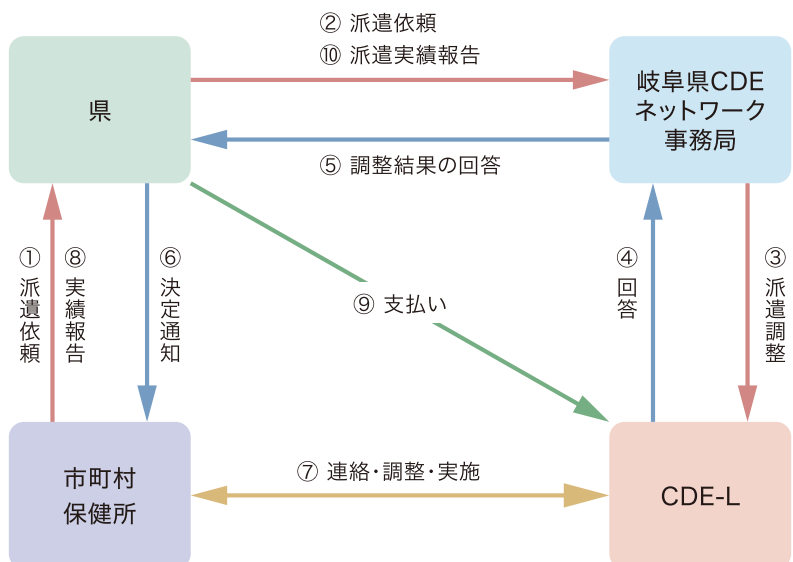 ② 派遣依頼
⑩ 派遣実績報告
県
岐阜県CDE
ネットワーク
事務局
⑤ 調整結果の回答
① 派遣依頼
⑧ 実績報告
⑥ 決定通知
⑨ 支払い
④ 回答
③ 派遣調整
市町村
保健所
⑦ 連絡・調整・実施
CDE-L